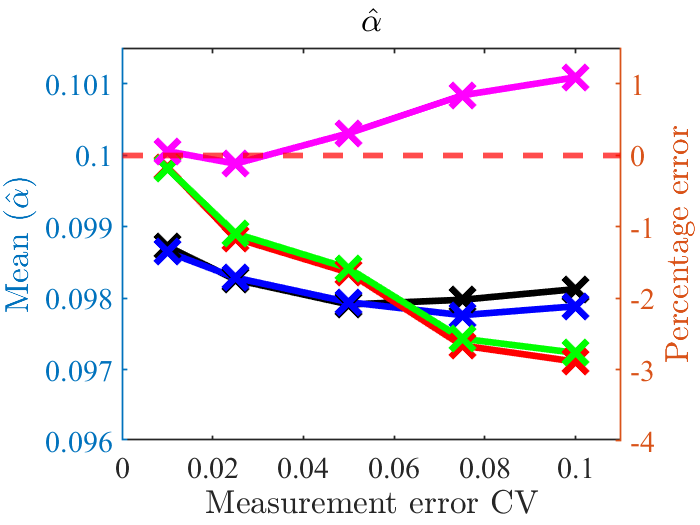 α̂
0.101
0.1
0.099
0.098
0.097
0.096
Mean (α̂)
1
0
-1
-2
-3
-4
Percentage error
0 0.02 0.04 0.06 0.08 0.1
Measurement error CV